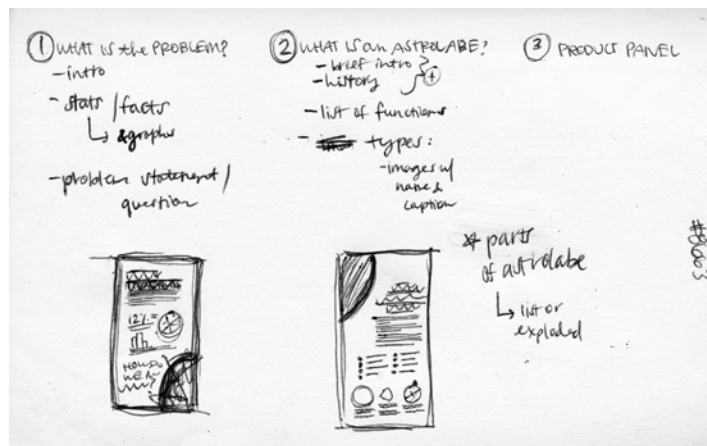 ① WHAT IS the PROBLEM?
- intro
- stats / facts
↳ & graphs
- problem statement /
question
② WHAT IS an ASTROLABE?
- brief intro
- history
+
- list of functions
- types:
- images w/
name &
caption
③ PRODUCT PANEL
* parts
of astrolabe
↳ list or
exploded
12%=
HOW DO
WE